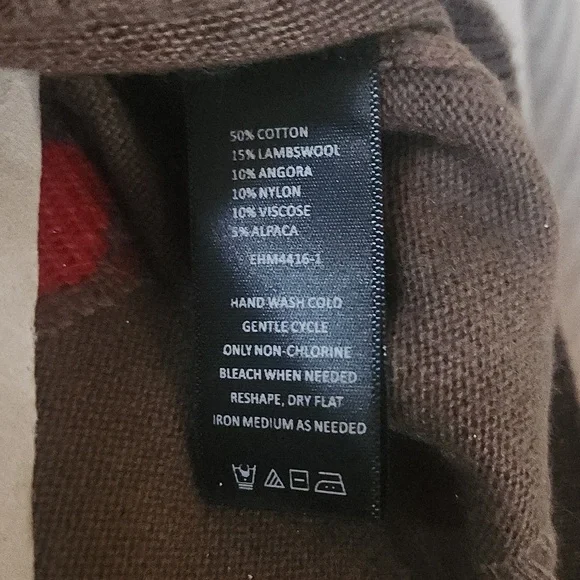 50% COTTON
15% LAMBSWOOL
10% ANGORA
10% NYLON
10% VISCOSE
5% ALPACA
EHM4416-1
HAND WASH COLD
GENTLE CYCLE
ONLY NON-CHLORINE
BLEACH WHEN NEEDED
RESHAPE, DRY FLAT
IRON MEDIUM AS NEEDED